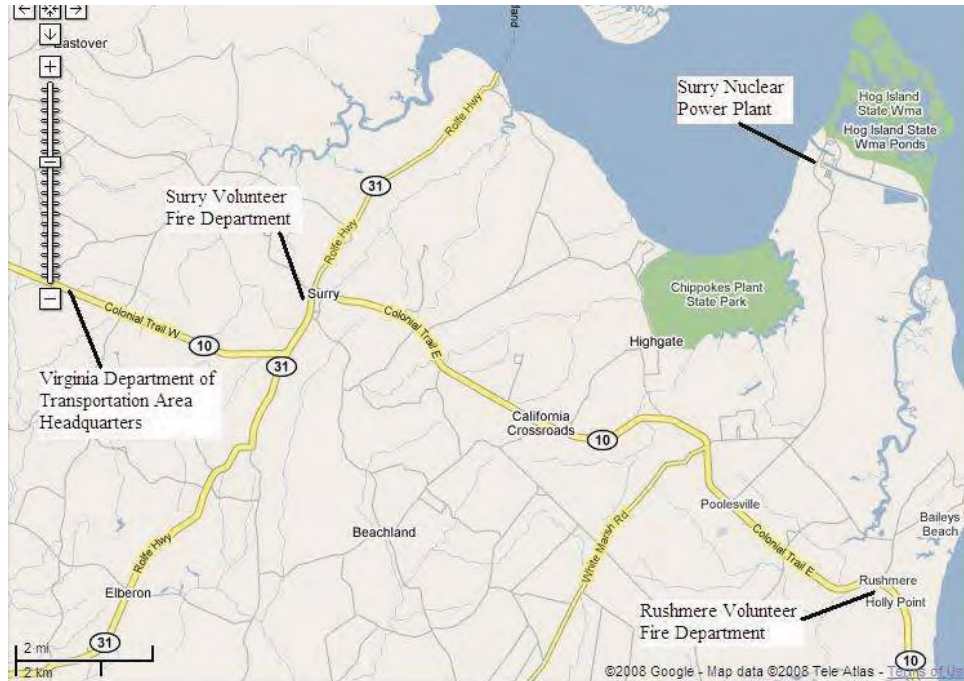 land
Eastover
Surry Nuclear
Power Plant
Hog Island
State Wma
Hog Island State
Wma Ponds
Rolfe Hwy
31
Surry Volunteer
Fire Department
Rolfe Hwy
Surry
Chippokes Plant
State Park
Colonial Trail W
10
Colonial Trail E
Highgate
31
Virginia Department of
Transportation Area
Headquarters
California
Crossroads
10
Poolesville
White Marsh Rd
Baileys
Beach
Beachland
Colonial Trail E
Rolfe Hwy
Elberon
Rushmere
Holly Point
Rushmere Volunteer
Fire Department
31
2 mi
2 km
10
©2008 Google - Map data ©2008 Tele Atlas - Terms of Us